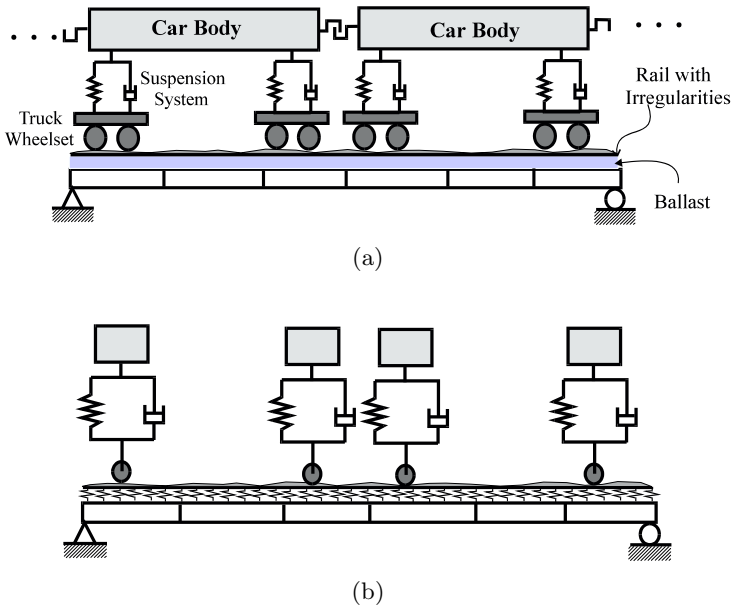 Car Body
Car Body
Suspension
System
Rail with
Irregularities
Truck
Wheelset
Ballast
(a)
(b)